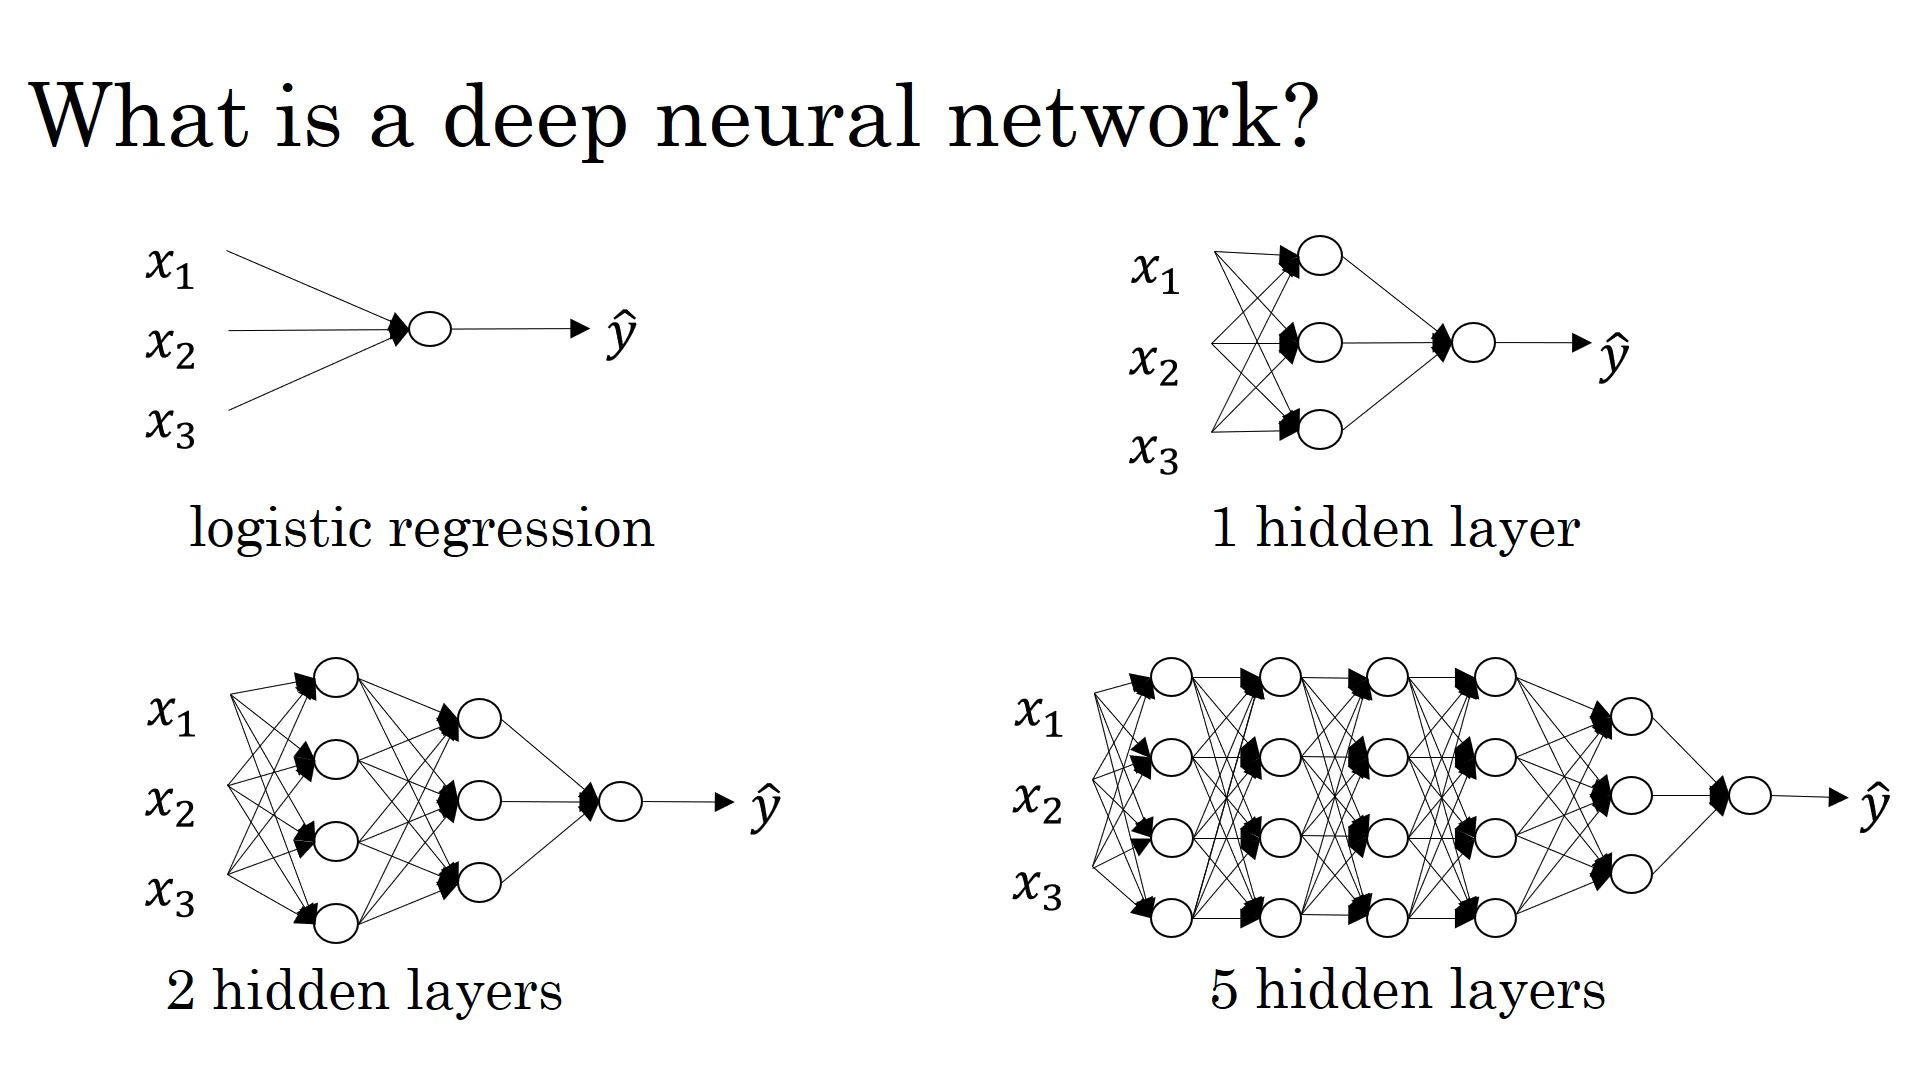 What is a deep neural network?
x₁
x₂
x₃
ŷ
logistic regression
x₁
x₂
x₃
ŷ
1 hidden layer
x₁
x₂
x₃
ŷ
2 hidden layers
x₁
x₂
x₃
ŷ
5 hidden layers